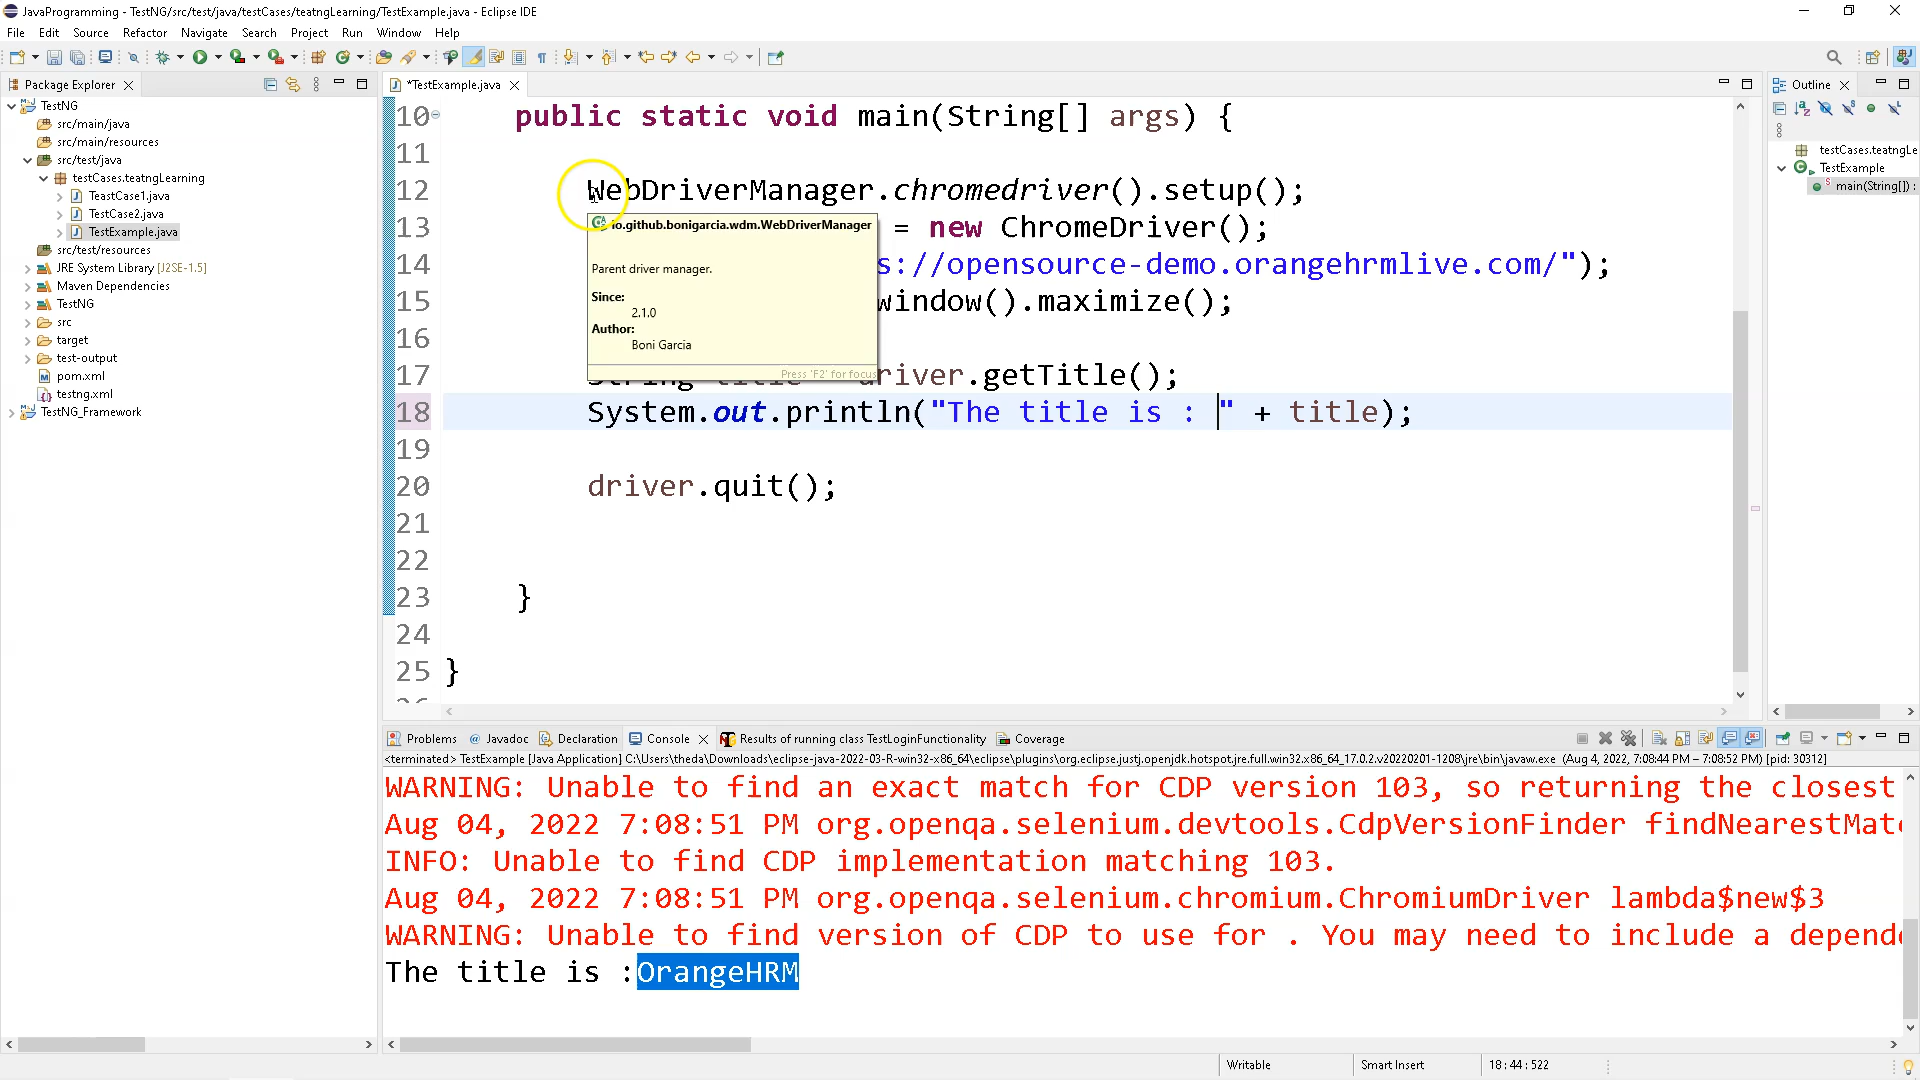 JavaProgramming - TestNG/src/test/java/testCases/teatngLearning/TestExample.java - Eclipse IDE
File Edit Source Refactor Navigate Search Project Run Window Help
Package Explorer
TestNG
src/main/java
src/main/resources
src/test/java
testCases.teatngLearning
TeastCase1.java
TestCase2.java
TestExample.java
src/test/resources
JRE System Library [J2SE-1.5]
Maven Dependencies
TestNG
src
target
test-output
pom.xml
testng.xml
TestNG_Framework
*TestExample.java
10 public static void main(String[] args) {
11
12 WebDriverManager.chromedriver().setup();
13 = new ChromeDriver();
14 s://opensource-demo.orangehrmlive.com/");
15 window().maximize();
16
17 String title driver.getTitle();
18 System.out.println("The title is : " + title);
19
20 driver.quit();
21
22
23 }
24
25 }
io.github.bonigarcia.wdm.WebDriverManager
Parent driver manager.
Since:
2.1.0
Author:
Boni Garcia
Press 'F2' for focus
Outline
testCases.teatngLe
TestExample
main(String[]) :
Problems @ Javadoc Declaration Console Results of running class TestLoginFunctionality Coverage
<terminated> TestExample [Java Application] C:\Users\theda\Downloads\eclipse-java-2022-03-R-win32-x86_64\eclipse\plugins\org.eclipse.justj.openjdk.hotspot.jre.full.win32.x86_64_17.0.2.v20220201-1208\jre\bin\javaw.exe (Aug 4, 2022, 7:08:44 PM – 7:08:52 PM) [pid: 30312]
WARNING: Unable to find an exact match for CDP version 103, so returning the closest
Aug 04, 2022 7:08:51 PM org.openqa.selenium.devtools.CdpVersionFinder findNearestMatc
INFO: Unable to find CDP implementation matching 103.
Aug 04, 2022 7:08:51 PM org.openqa.selenium.chromium.ChromiumDriver lambda$new$3
WARNING: Unable to find version of CDP to use for . You may need to include a depende
The title is :OrangeHRM
Writable Smart Insert 18 : 44 : 522